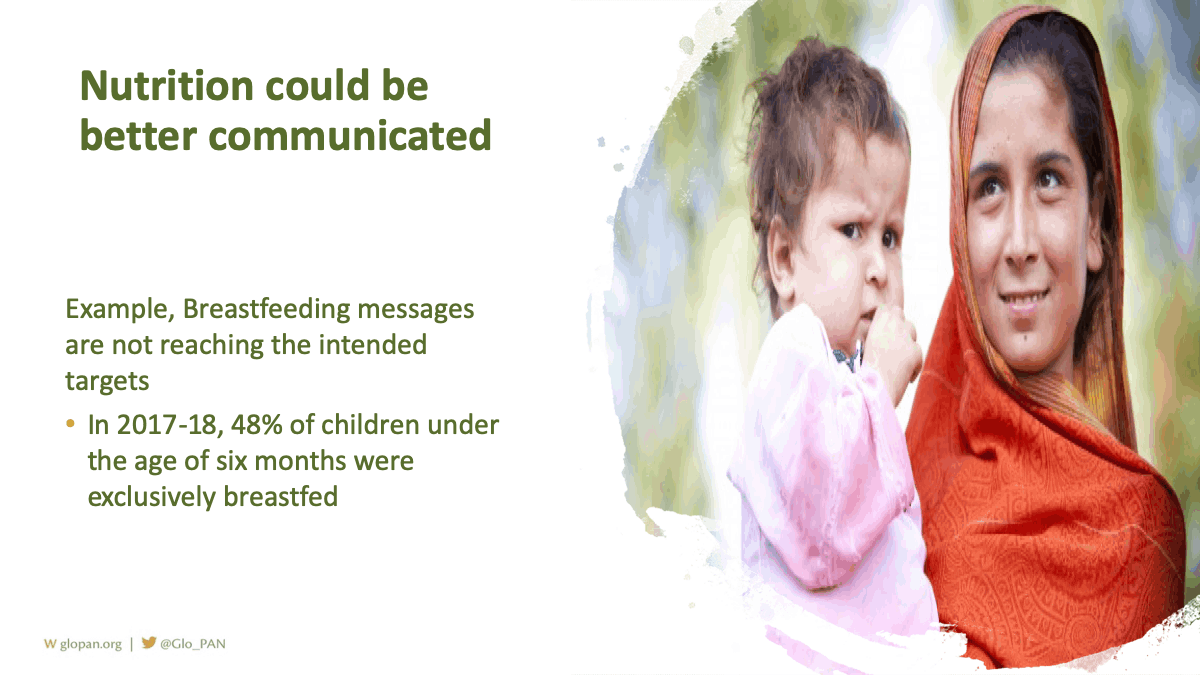 Nutrition could be
better communicated
Example, Breastfeeding messages
are not reaching the intended
targets
• In 2017-18, 48% of children under
the age of six months were
exclusively breastfed
W glopan.org | @Glo_PAN